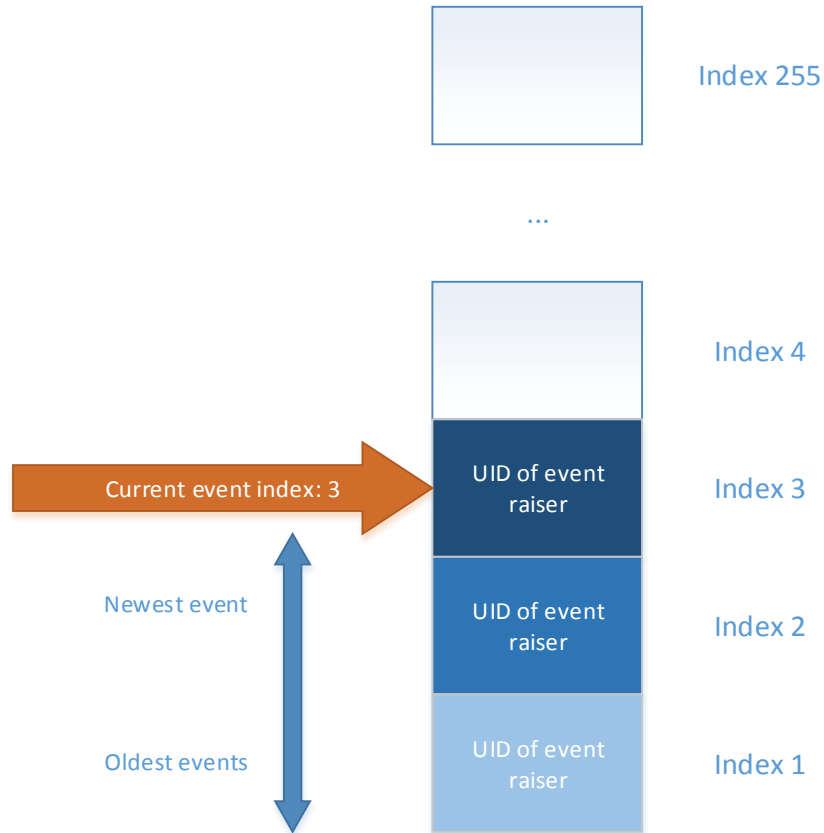 Index 255
...
Index 4
Current event index: 3
UID of event
raiser
Index 3
Newest event
UID of event
raiser
Index 2
Oldest events
UID of event
raiser
Index 1